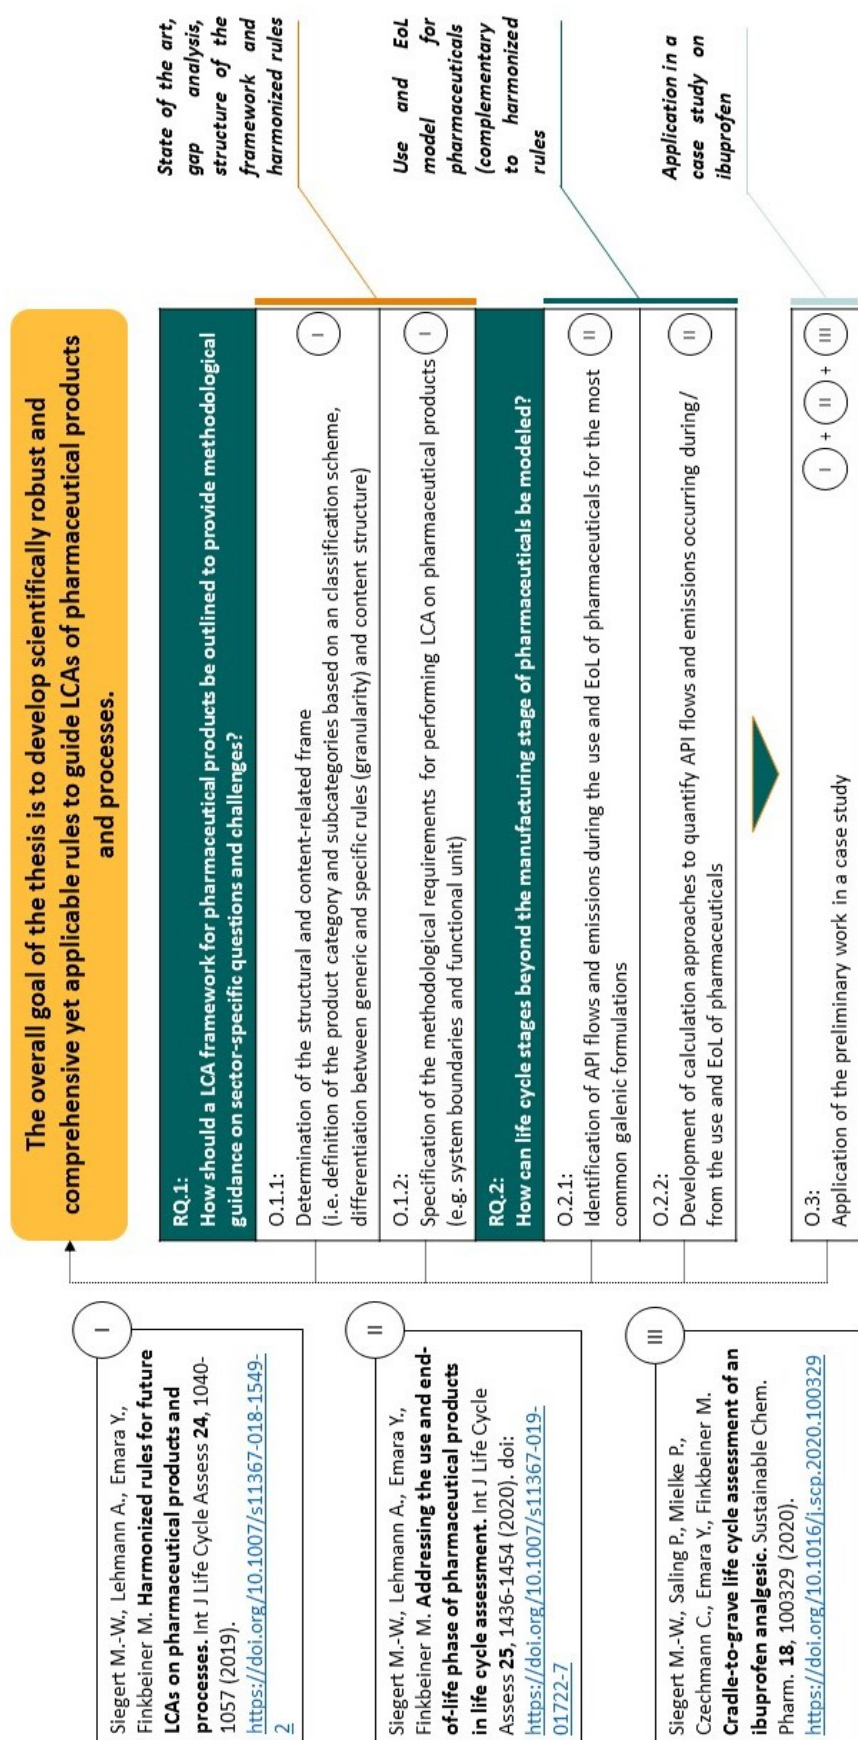 The overall goal of the thesis is to develop scientifically robust and
comprehensive yet applicable rules to guide LCAs of pharmaceutical products
and processes.
I
Siegert M.-W., Lehmann A., Emara Y.,
Finkbeiner M. Harmonized rules for future
LCAs on pharmaceutical products and
processes. Int J Life Cycle Assess 24, 1040-
1057 (2019).
https://doi.org/10.1007/s11367-018-1549-
2
II
Siegert M.-W., Lehmann A., Emara Y.,
Finkbeiner M. Addressing the use and end-
of-life phase of pharmaceutical products
in life cycle assessment. Int J Life Cycle
Assess 25, 1436-1454 (2020). doi:
https://doi.org/10.1007/s11367-019-
01722-7
III
Siegert M.-W., Saling P., Mielke P.,
Czechmann C., Emara Y., Finkbeiner M.
Cradle-to-grave life cycle assessment of an
ibuprofen analgesic. Sustainable Chem.
Pharm. 18, 100329 (2020).
https://doi.org/10.1016/j.scp.2020.100329
RQ.1:
How should a LCA framework for pharmaceutical products be outlined to provide methodological
guidance on sector-specific questions and challenges?
O.1.1:
Determination of the structural and content-related frame
(i.e. definition of the product category and subcategories based on an classification scheme,
differentiation between generic and specific rules (granularity) and content structure)
I
O.1.2:
Specification of the methodological requirements for performing LCA on pharmaceutical products
(e.g. system boundaries and functional unit)
I
RQ.2:
How can life cycle stages beyond the manufacturing stage of pharmaceuticals be modeled?
O.2.1:
Identification of API flows and emissions during the use and EoL of pharmaceuticals for the most
common galenic formulations
II
O.2.2:
Development of calculation approaches to quantify API flows and emissions occurring during/
from the use and EoL of pharmaceuticals
II
O.3:
Application of the preliminary work in a case study
I + II + III
State of the art,
gap analysis,
structure of the
framework and
harmonized rules
Use and EoL
model for
pharmaceuticals
(complementary
to harmonized
rules
Application in a
case study on
ibuprofen